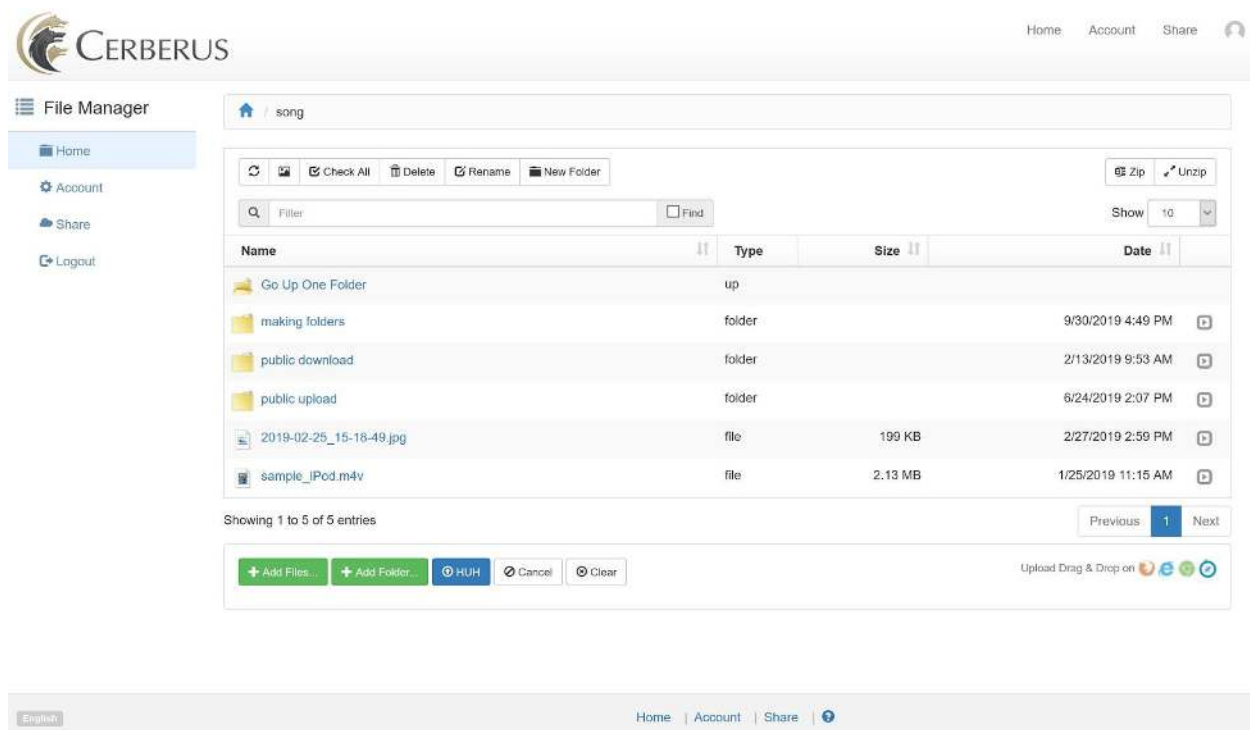 CERBERUS
Home Account Share
File Manager
Home
Account
Share
Logout
/ song
Check All Delete Rename New Folder Zip Unzip
Filter Find Show 10
Name Type Size Date
Go Up One Folder up
making folders folder 9/30/2019 4:49 PM
public download folder 2/13/2019 9:53 AM
public upload folder 6/24/2019 2:07 PM
2019-02-25_15-18-49.jpg file 199 KB 2/27/2019 2:59 PM
sample_iPod.m4v file 2.13 MB 1/25/2019 11:15 AM
Showing 1 to 5 of 5 entries Previous 1 Next
+ Add Files... + Add Folder... HUH Cancel Clear Upload Drag & Drop on
English Home | Account | Share | ?